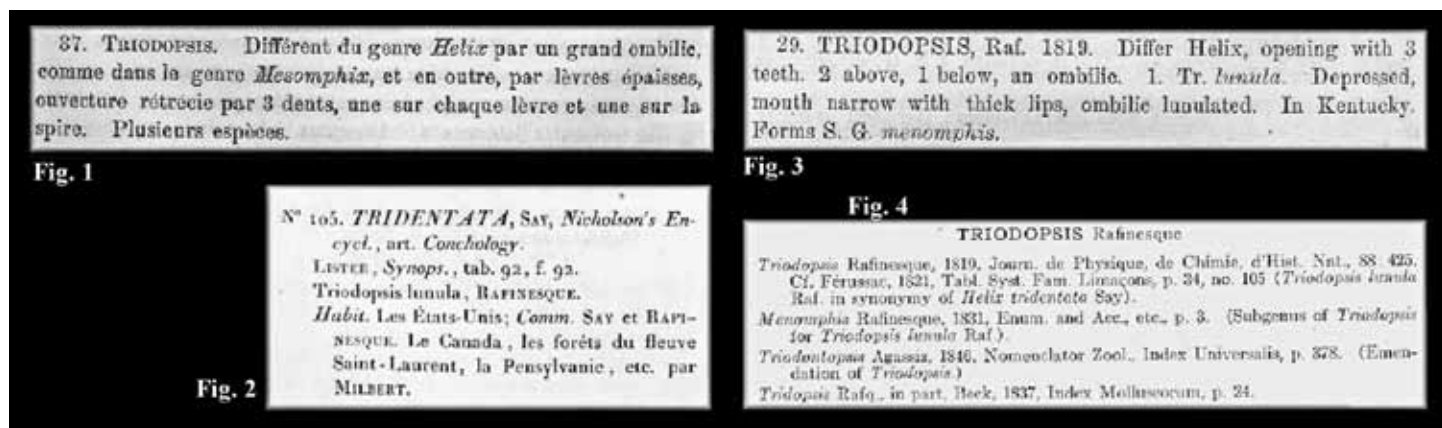 37. TRIODOPSIS. Différent du genre Helix par un grand ombilic,
comme dans le genre Mesomphix, et en outre, par lèvres épaisses,
ouverture rétrécie par 3 dents, une sur chaque lèvre et une sur la
spire. Plusieurs espèces.
Fig. 1
N° 105. TRIDENTATA, SAY, Nicholson's En-
cycl., art. Conchology.
LISTER, Synops., tab. 92, f. 92.
Triodopsis lunula, RAFINESQUE.
Habit. Les États-Unis; Comm. SAY et RAFI-
NESQUE. Le Canada, les forêts du fleuve
Saint-Laurent, la Pensylvanie, etc. par
MILBERT.
Fig. 2
29. TRIODOPSIS, Raf. 1819. Differ Helix, opening with 3
teeth. 2 above, 1 below, an ombilic. 1. Tr. lunula. Depressed,
mouth narrow with thick lips, ombilic lunulated. In Kentucky.
Forms S. G. menomphis.
Fig. 3
Fig. 4
TRIODOPSIS Rafinesque
Triodopsis Rafinesque, 1819, Journ. de Physique, de Chimie, d'Hist. Nat., 88 425.
Cf. Férussac, 1821, Tabl. Syst. Fam. Limaçons, p. 34, no. 105 (Triodopsis lunula
Raf. in synonymy of Helix tridentata Say).
Menomphis Rafinesque, 1831, Enum. and Acc., etc., p. 3. (Subgenus of Triodopsis
for Triodopsis lunula Raf.).
Triodontopsis Agassiz, 1846, Nomenclator Zool., Index Universalis, p. 378. (Emen-
dation of Triodopsis.)
Tridopsis Rafq., in part, Beck, 1837, Index Molluscorum, p. 24.